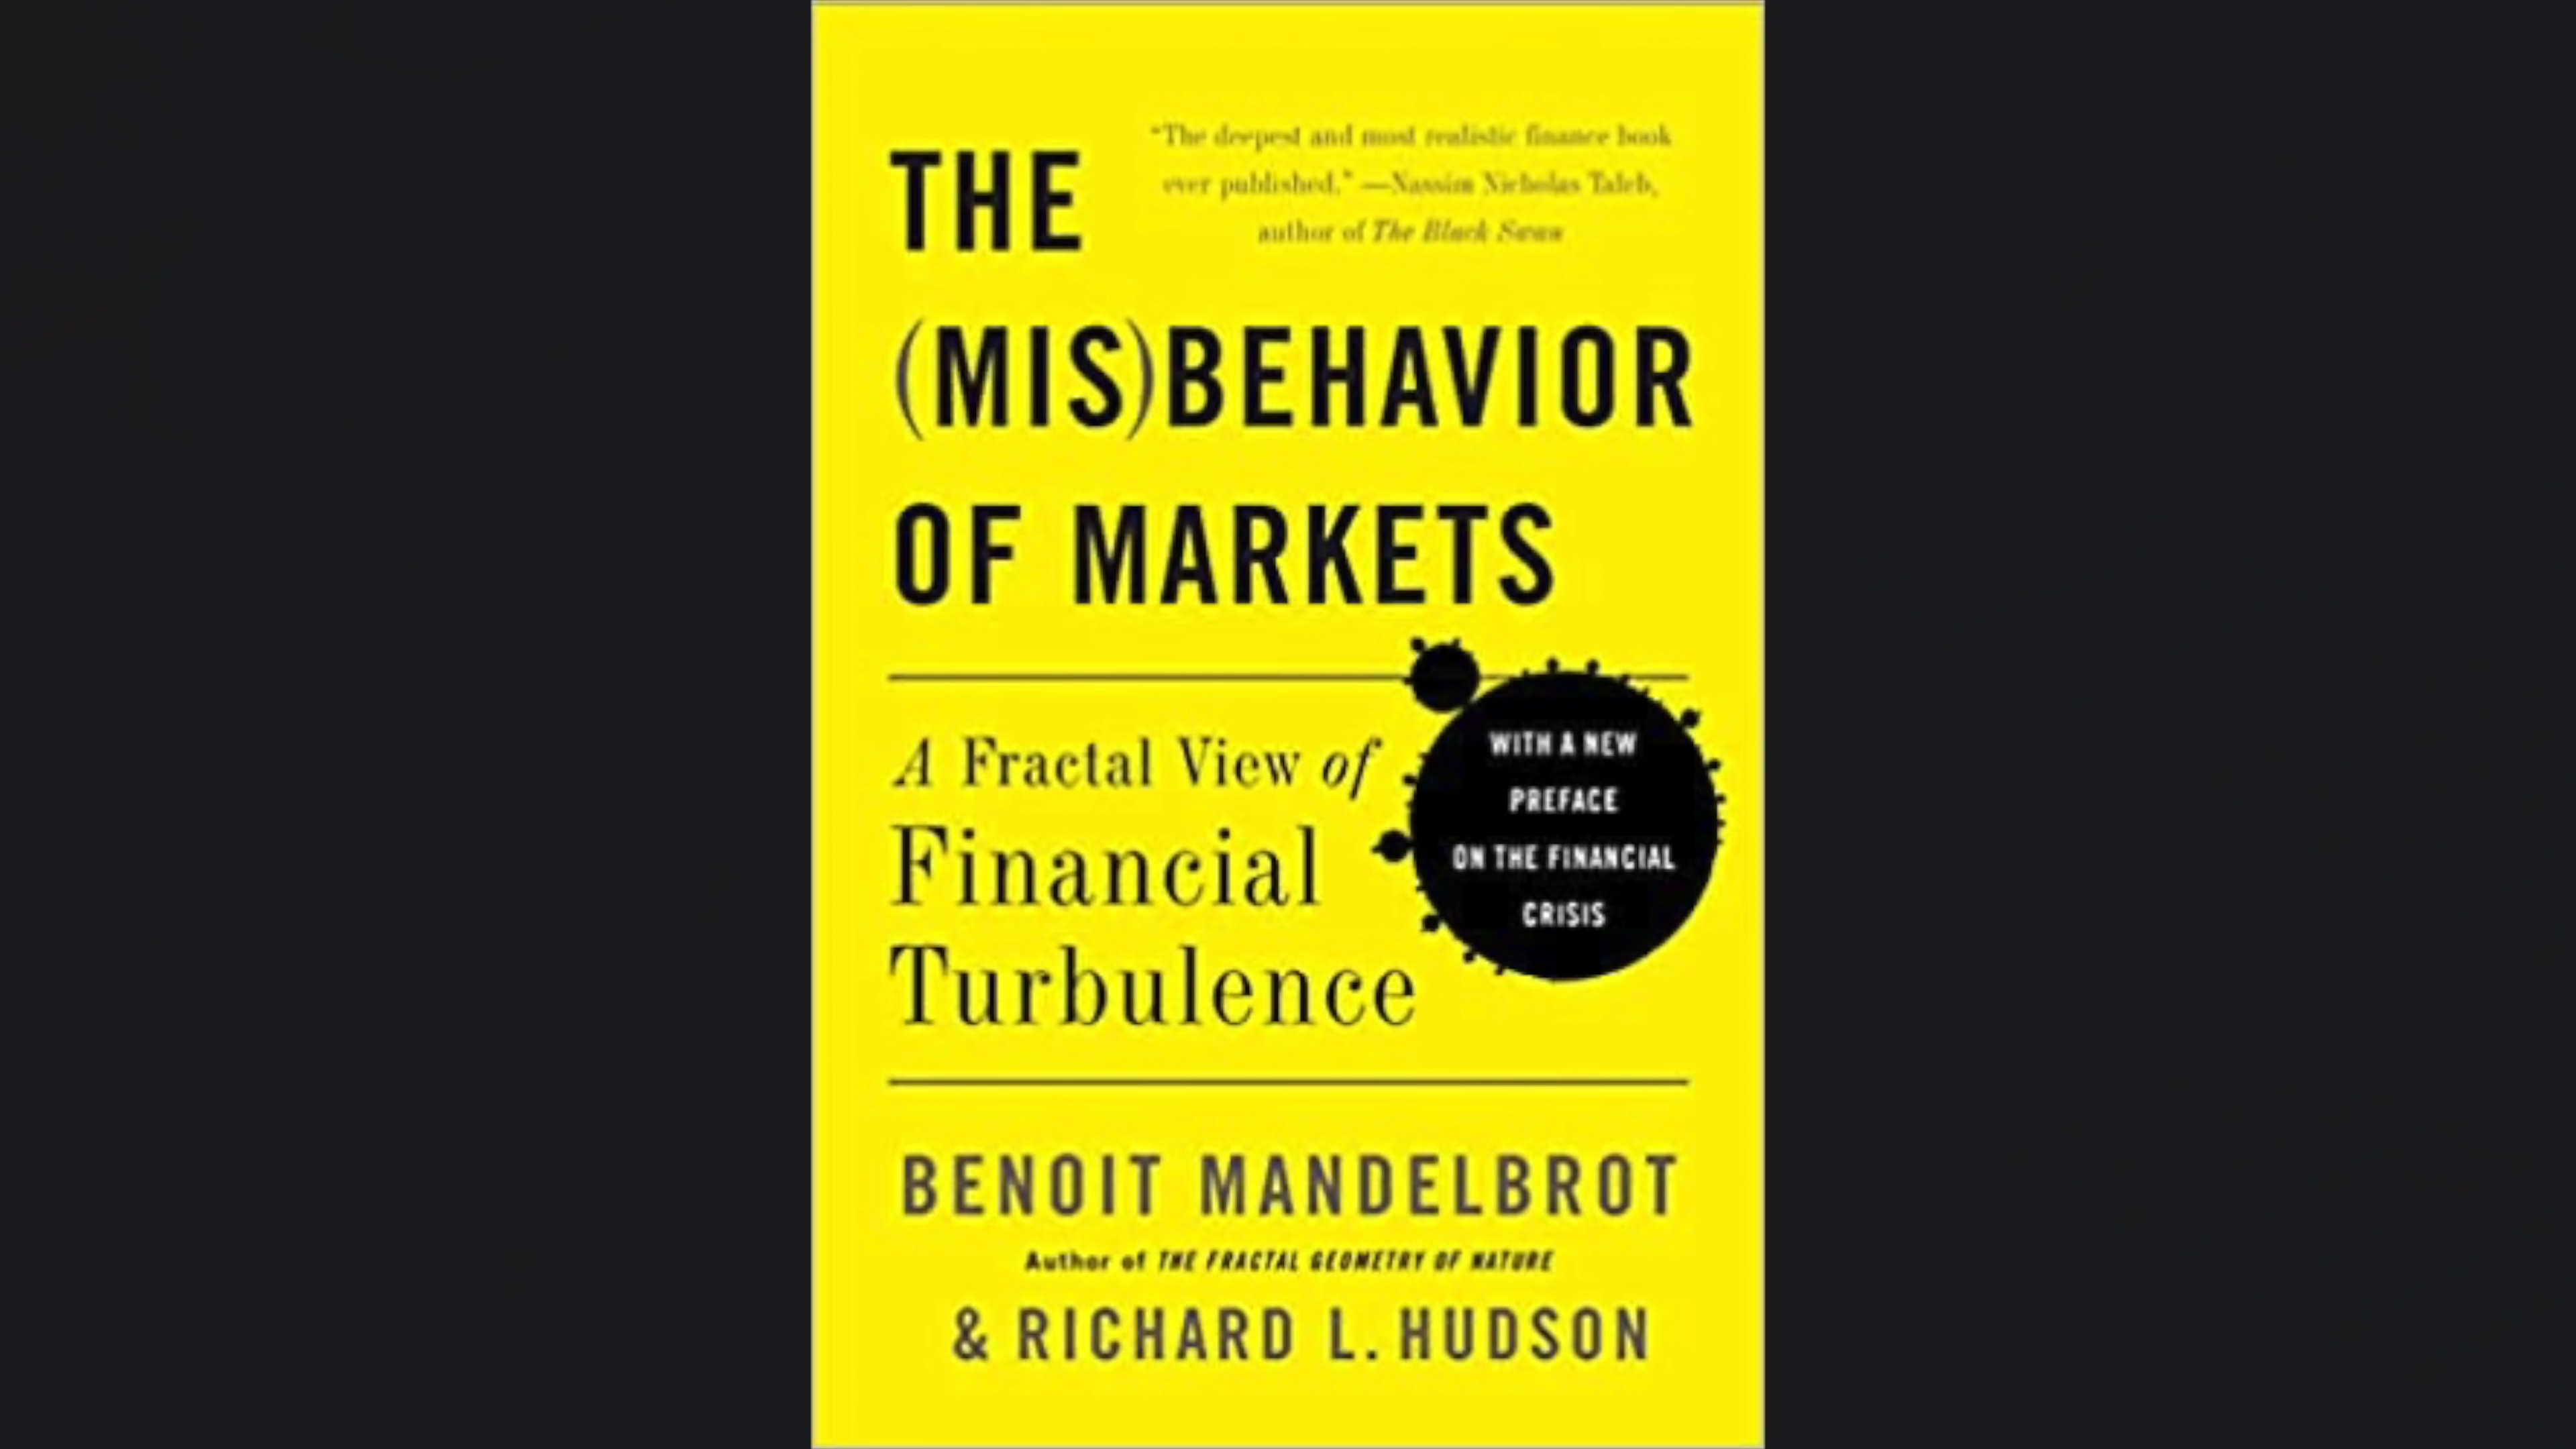 "The deepest and most realistic finance book
ever published." —Nassim Nicholas Taleb,
author of The Black Swan
THE
(MIS)BEHAVIOR
OF MARKETS
A Fractal View of
Financial
Turbulence
WITH A NEW
PREFACE
ON THE FINANCIAL
CRISIS
BENOIT MANDELBROT
Author of THE FRACTAL GEOMETRY OF NATURE
& RICHARD L. HUDSON